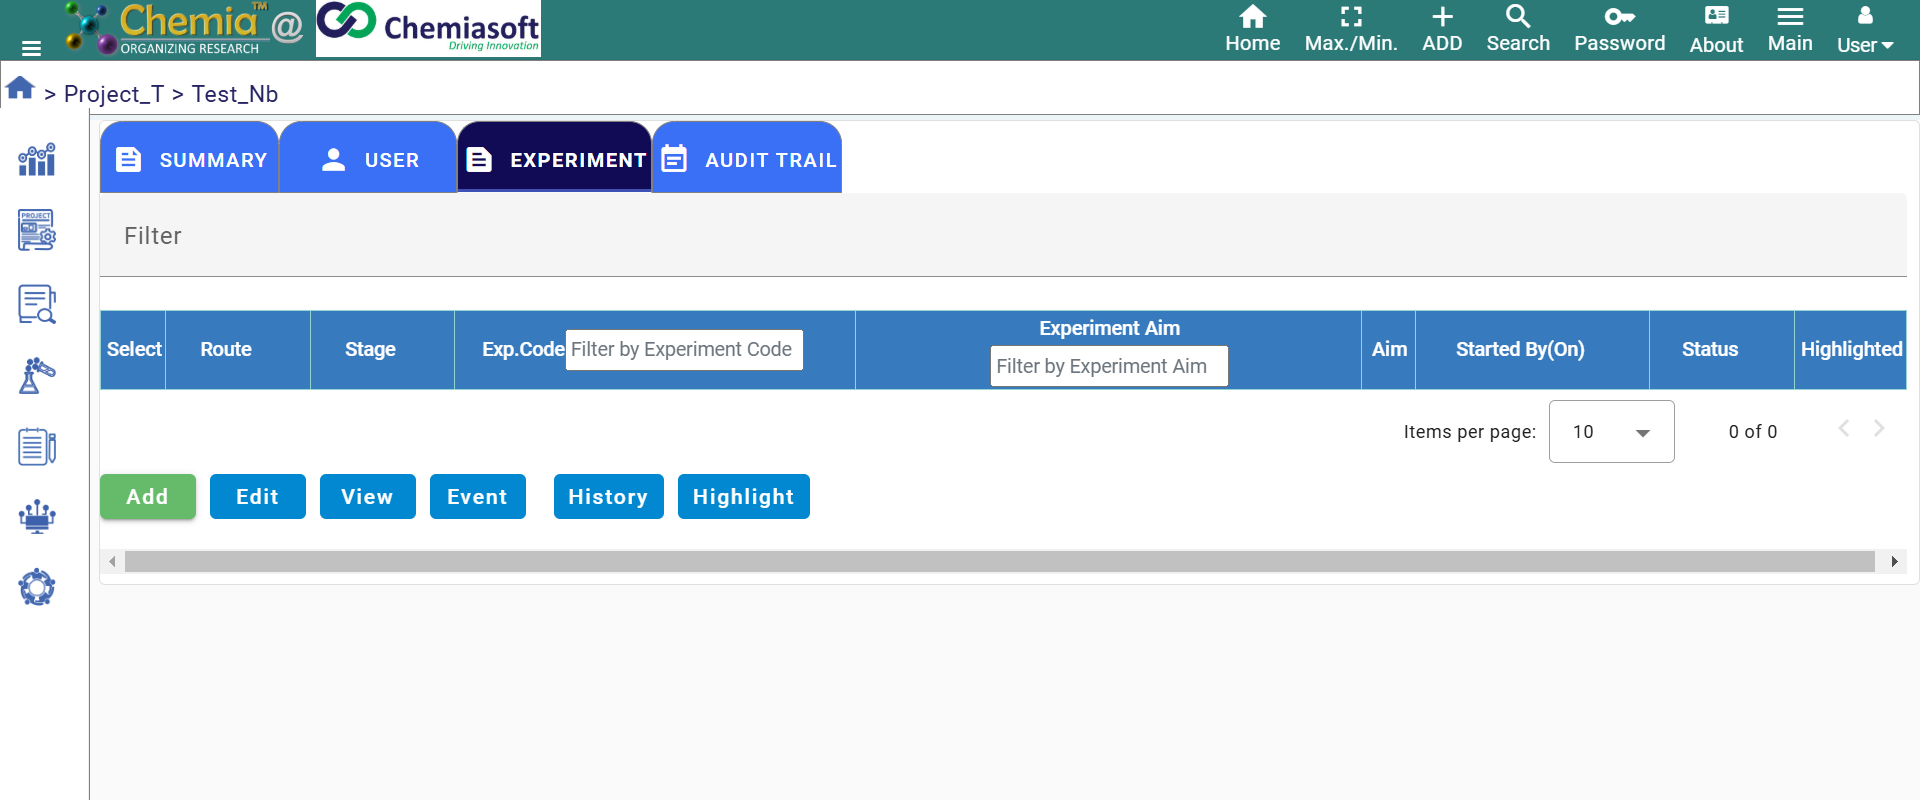 Chemia™ @
ORGANIZING RESEARCH
Chemiasoft
Driving Innovation
Home
Max./Min.
ADD
Search
Password
About
Main
User
> Project_T > Test_Nb
SUMMARY
USER
EXPERIMENT
AUDIT TRAIL
PROJECT
Filter
Select
Route
Stage
Exp.Code
Filter by Experiment Code
Experiment Aim
Filter by Experiment Aim
Aim
Started By(On)
Status
Highlighted
Items per page:
10
0 of 0
Add
Edit
View
Event
History
Highlight